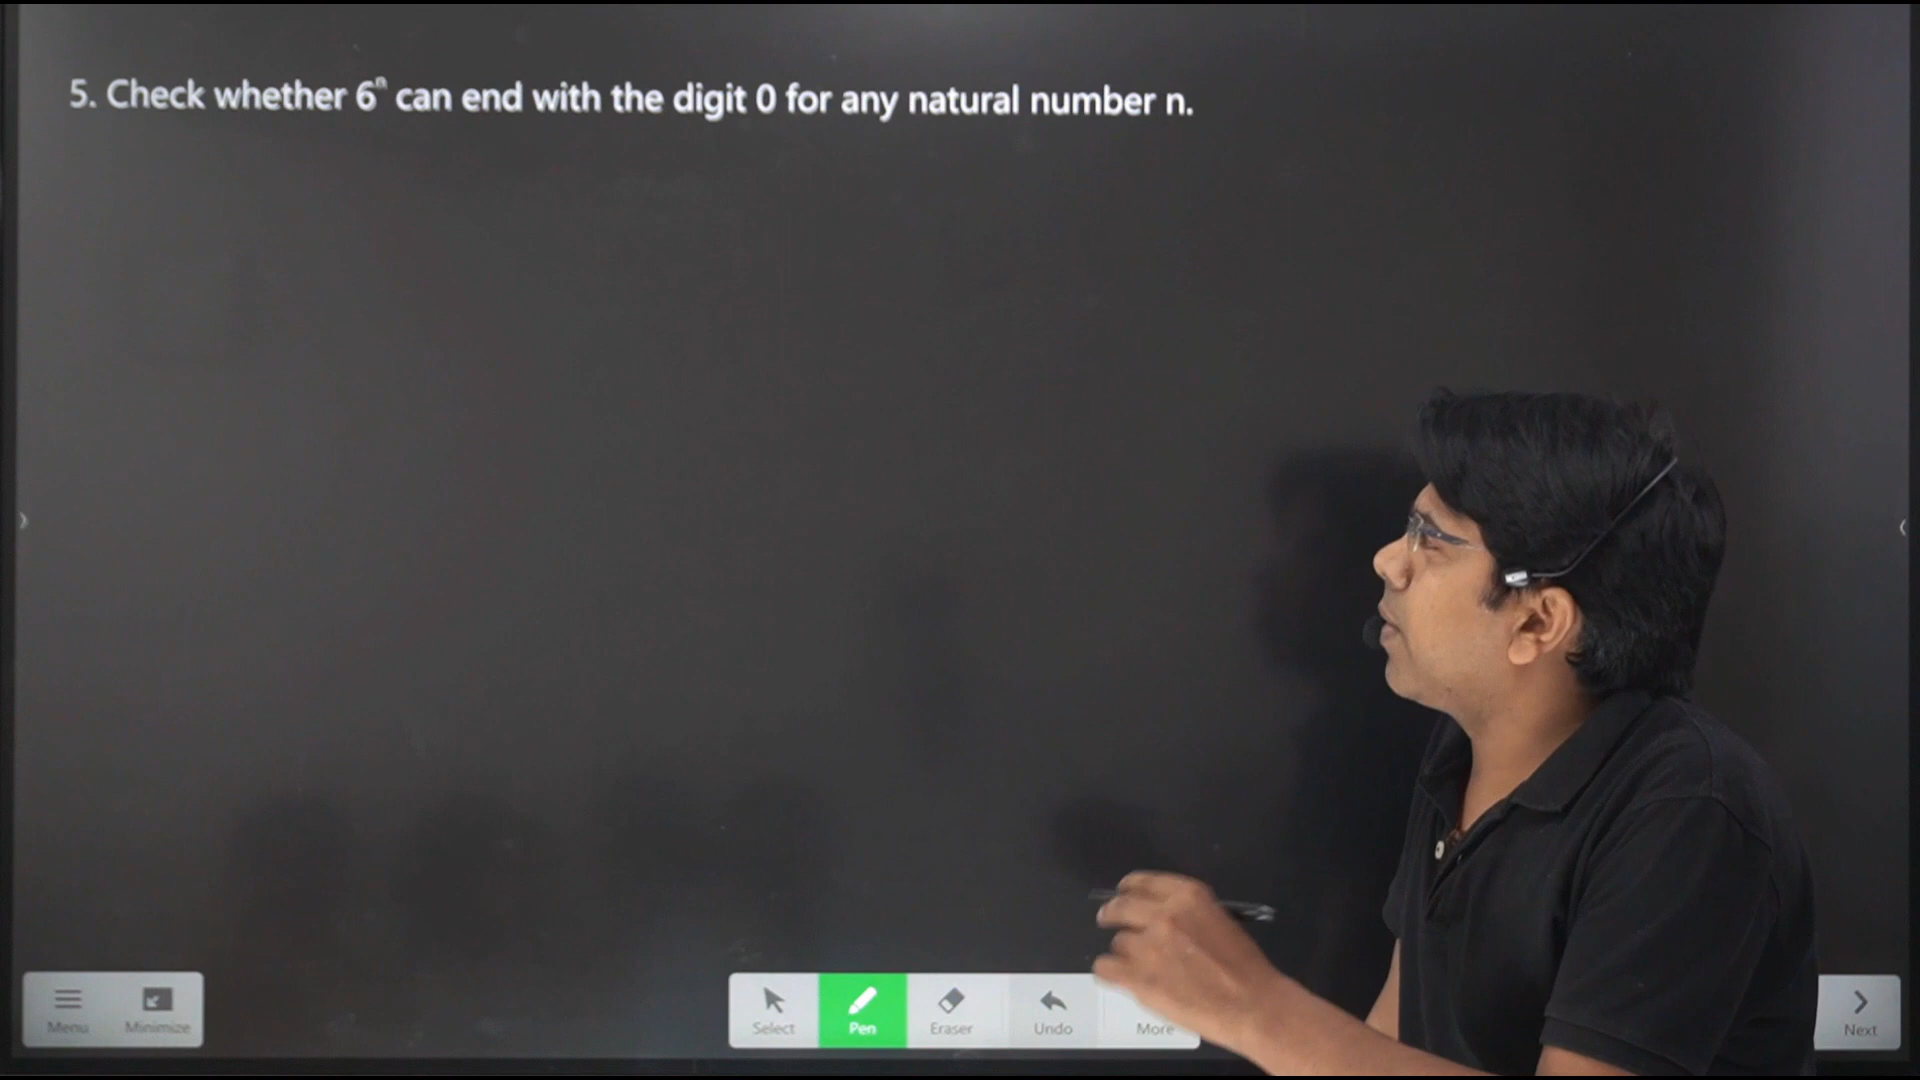 5. Check whether 6ⁿ can end with the digit 0 for any natural number n.
Menu
Minimize
Select
Pen
Eraser
Undo
More
Next